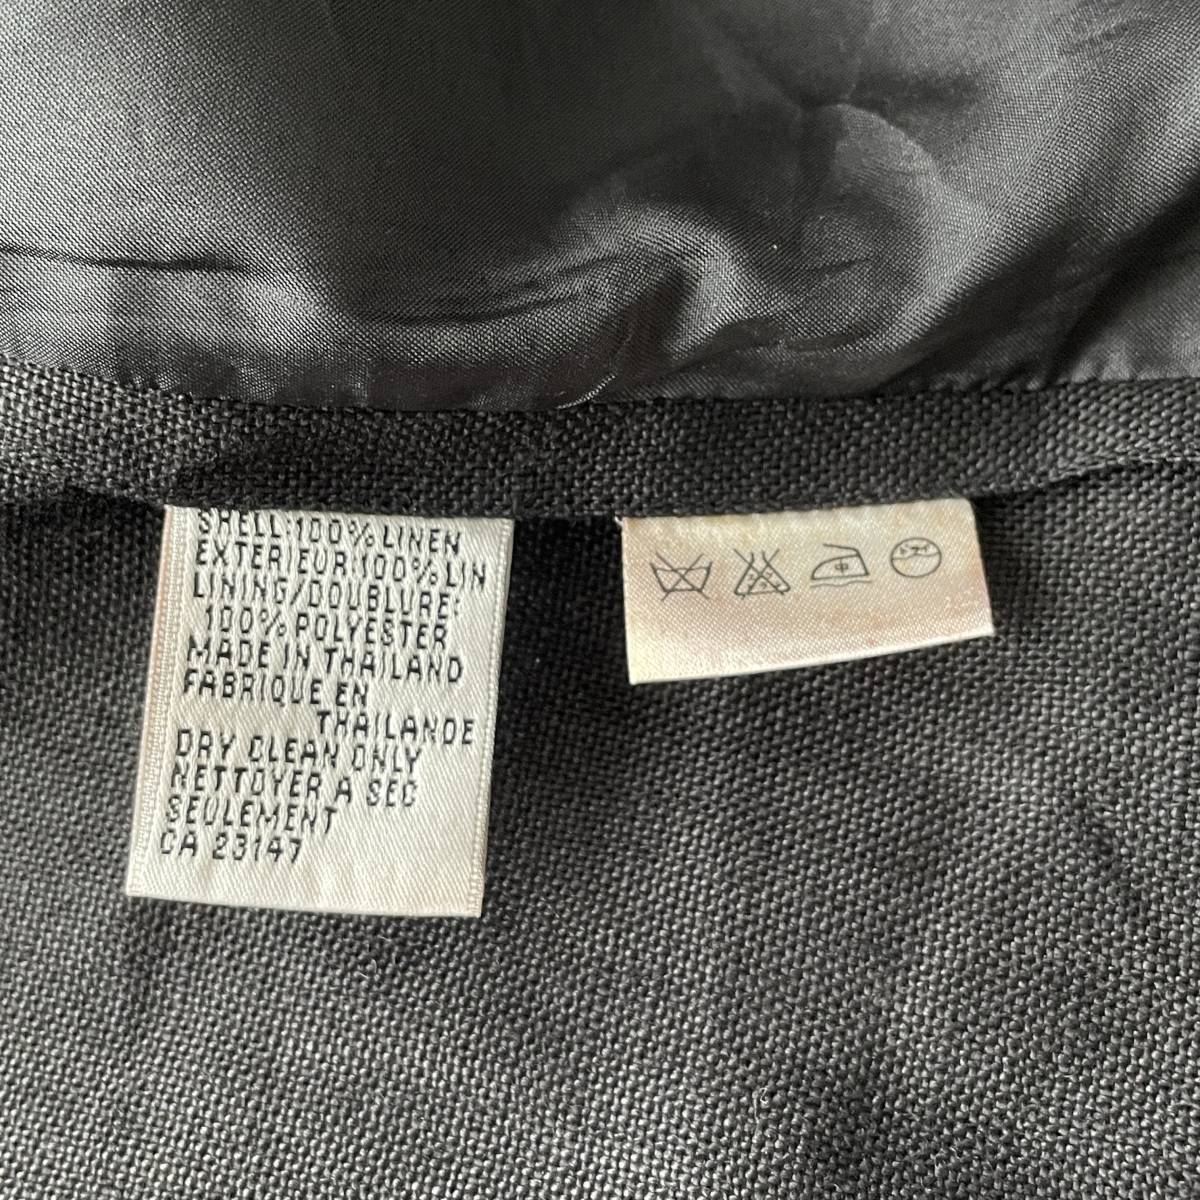 SHELL:100% LINEN
EXTERIEUR:100% LIN
LINING/DOUBLURE:
100% POLYESTER
MADE IN THAILAND
FABRIQUE EN
THAILANDE
DRY CLEAN ONLY
NETTOYER A SEC
SEULEMENT
CA 23147